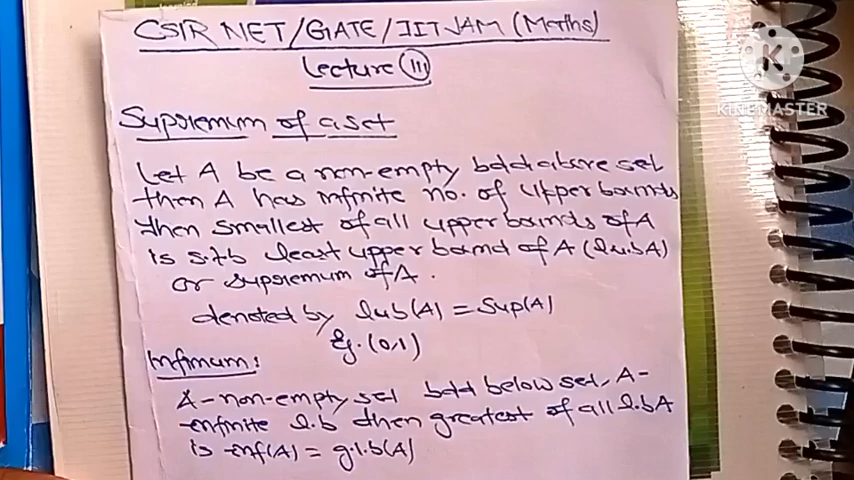 CSIR NET/GATE/IIT JAM (Maths)
Lecture (III)
KINEMASTER
Supremum of a set
Let A be a non-empty bdd above set
then A has infinite no. of upper bounds
then smallest of all upper bounds of A
is s.t.b least upper bound of A (l.u.b A)
or supremum of A.
denoted by lub(A) = Sup(A)
Eg. (0,1)
Infimum:
A-non-empty set bdd below set, A-
infinite l.b then greatest of all l.b A
is inf(A) = g.l.b(A)